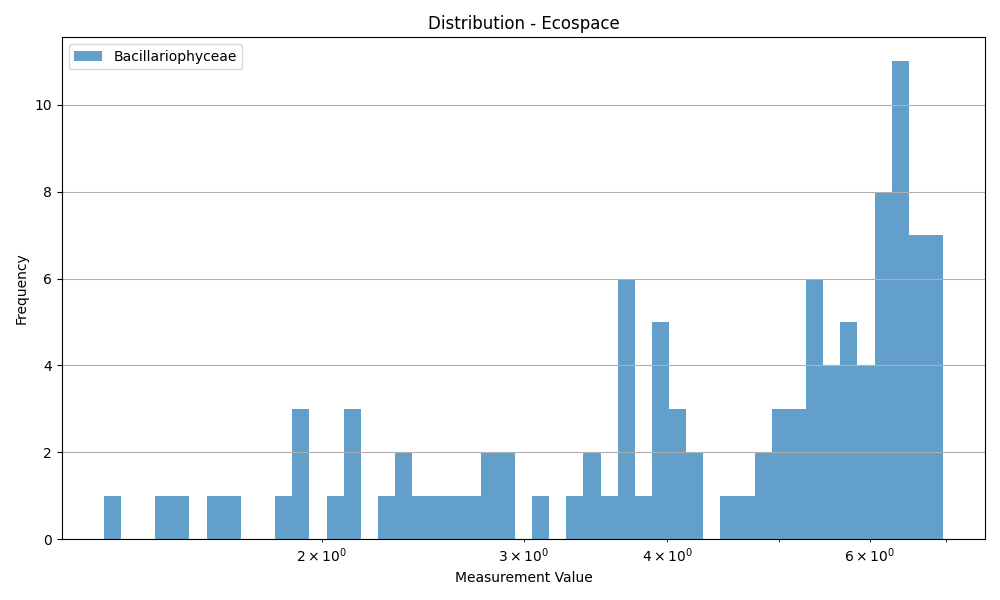 Distribution - Ecospace
Bacillariophyceae
10
8
6
4
2
0
Frequency
2 × 10⁰
3 × 10⁰
4 × 10⁰
6 × 10⁰
Measurement Value